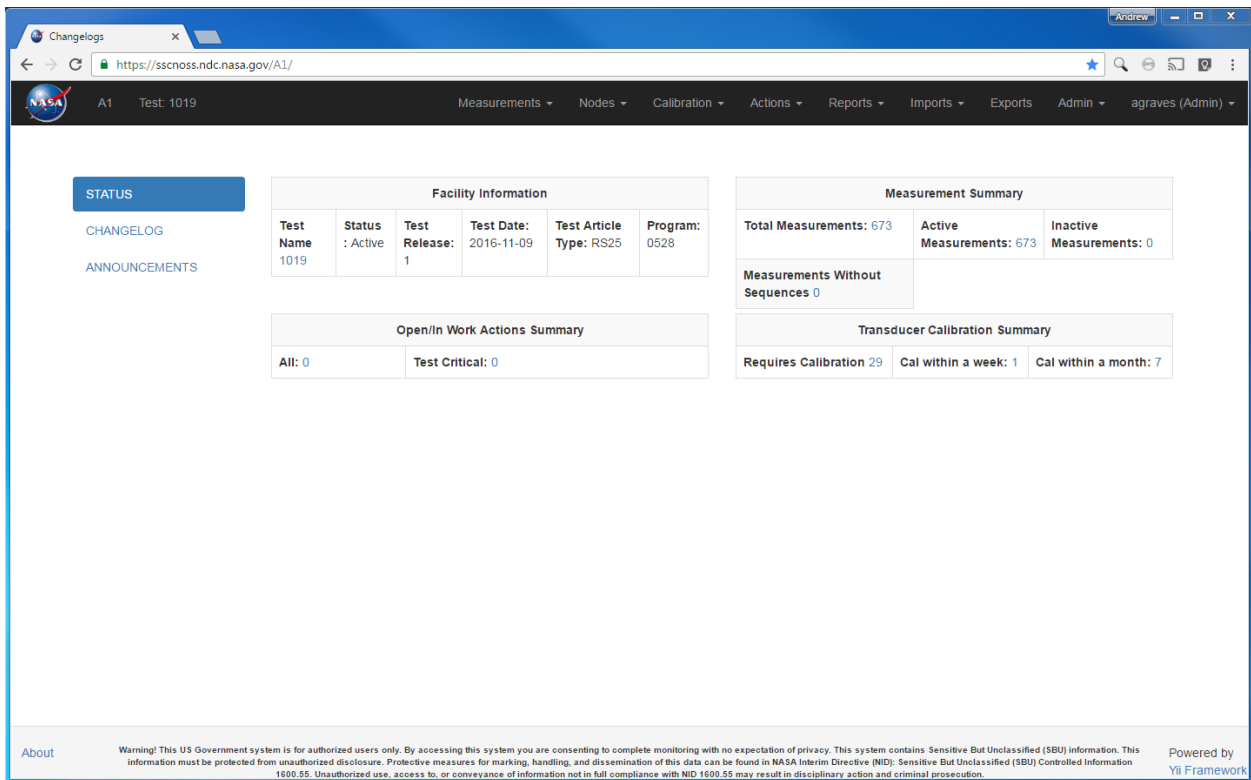 Andrew
Changelogs
https://sscnoss.ndc.nasa.gov/A1/
NASA A1 Test: 1019 Measurements Nodes Calibration Actions Reports Imports Exports Admin agraves (Admin)
STATUS
CHANGELOG
ANNOUNCEMENTS
Facility Information
Test Name 1019
Status : Active
Test Release: 1
Test Date: 2016-11-09
Test Article Type: RS25
Program: 0528
Measurement Summary
Total Measurements: 673
Active Measurements: 673
Inactive Measurements: 0
Measurements Without Sequences 0
Open/In Work Actions Summary
All: 0
Test Critical: 0
Transducer Calibration Summary
Requires Calibration 29
Cal within a week: 1
Cal within a month: 7
About
Warning! This US Government system is for authorized users only. By accessing this system you are consenting to complete monitoring with no expectation of privacy. This system contains Sensitive But Unclassified (SBU) information. This
information must be protected from unauthorized disclosure. Protective measures for marking, handling, and dissemination of this data can be found in NASA Interim Directive (NID): Sensitive But Unclassified (SBU) Controlled Information
1600.55. Unauthorized use, access to, or conveyance of information not in full compliance with NID 1600.55 may result in disciplinary action and criminal prosecution.
Powered by
Yii Framework